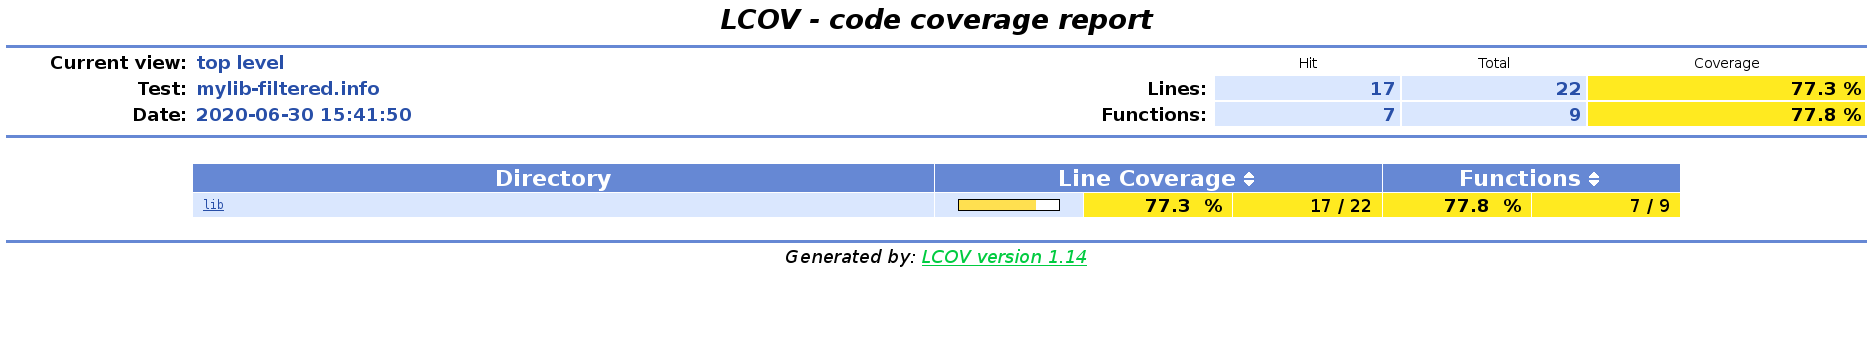 LCOV - code coverage report
Current view: top level Hit Total Coverage
Test: mylib-filtered.info Lines: 17 22 77.3 %
Date: 2020-06-30 15:41:50 Functions: 7 9 77.8 %
Directory Line Coverage Functions
lib 77.3 % 17 / 22 77.8 % 7 / 9
Generated by: LCOV version 1.14